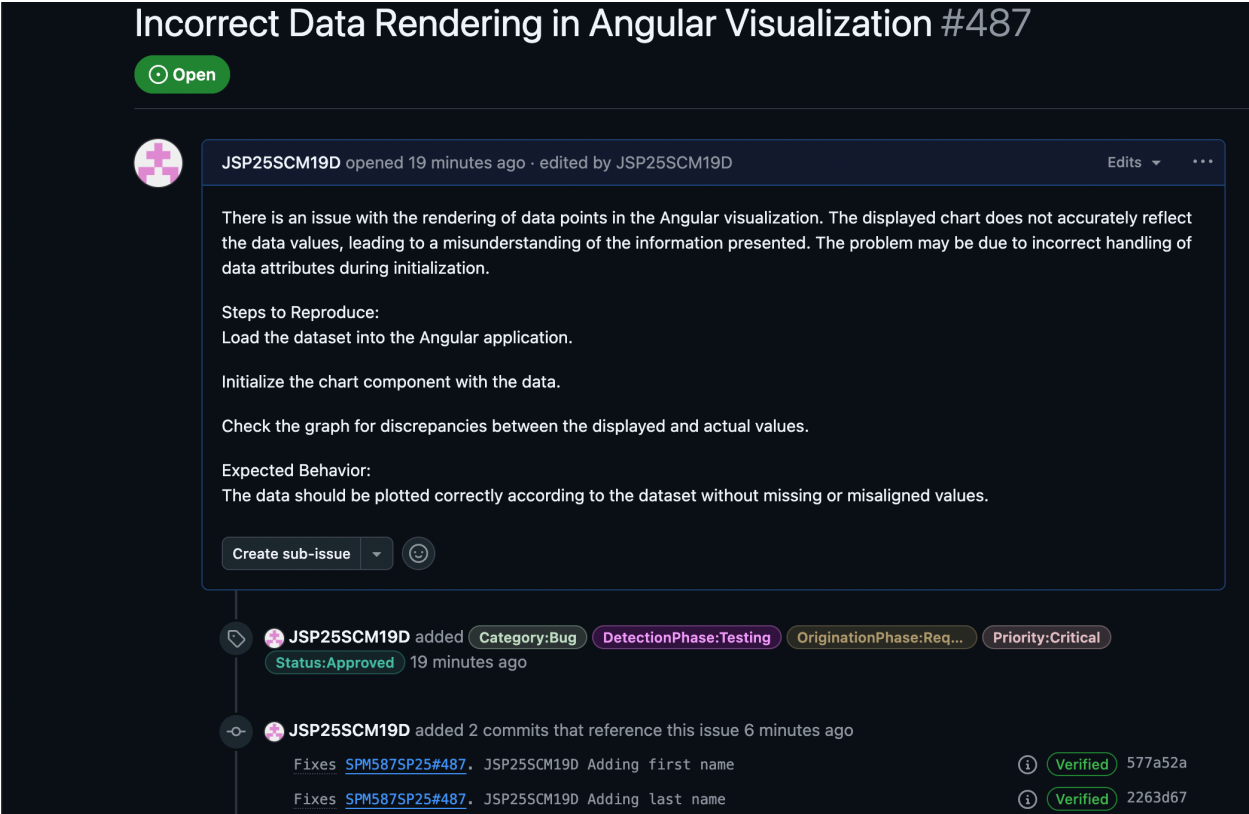 Incorrect Data Rendering in Angular Visualization #487
Open
JSP25SCM19D opened 19 minutes ago · edited by JSP25SCM19D Edits
There is an issue with the rendering of data points in the Angular visualization. The displayed chart does not accurately reflect
the data values, leading to a misunderstanding of the information presented. The problem may be due to incorrect handling of
data attributes during initialization.
Steps to Reproduce:
Load the dataset into the Angular application.
Initialize the chart component with the data.
Check the graph for discrepancies between the displayed and actual values.
Expected Behavior:
The data should be plotted correctly according to the dataset without missing or misaligned values.
Create sub-issue
JSP25SCM19D added Category:Bug DetectionPhase:Testing OriginationPhase:Req... Priority:Critical
Status:Approved 19 minutes ago
JSP25SCM19D added 2 commits that reference this issue 6 minutes ago
Fixes SPM587SP25#487. JSP25SCM19D Adding first name Verified 577a52a
Fixes SPM587SP25#487. JSP25SCM19D Adding last name Verified 2263d67